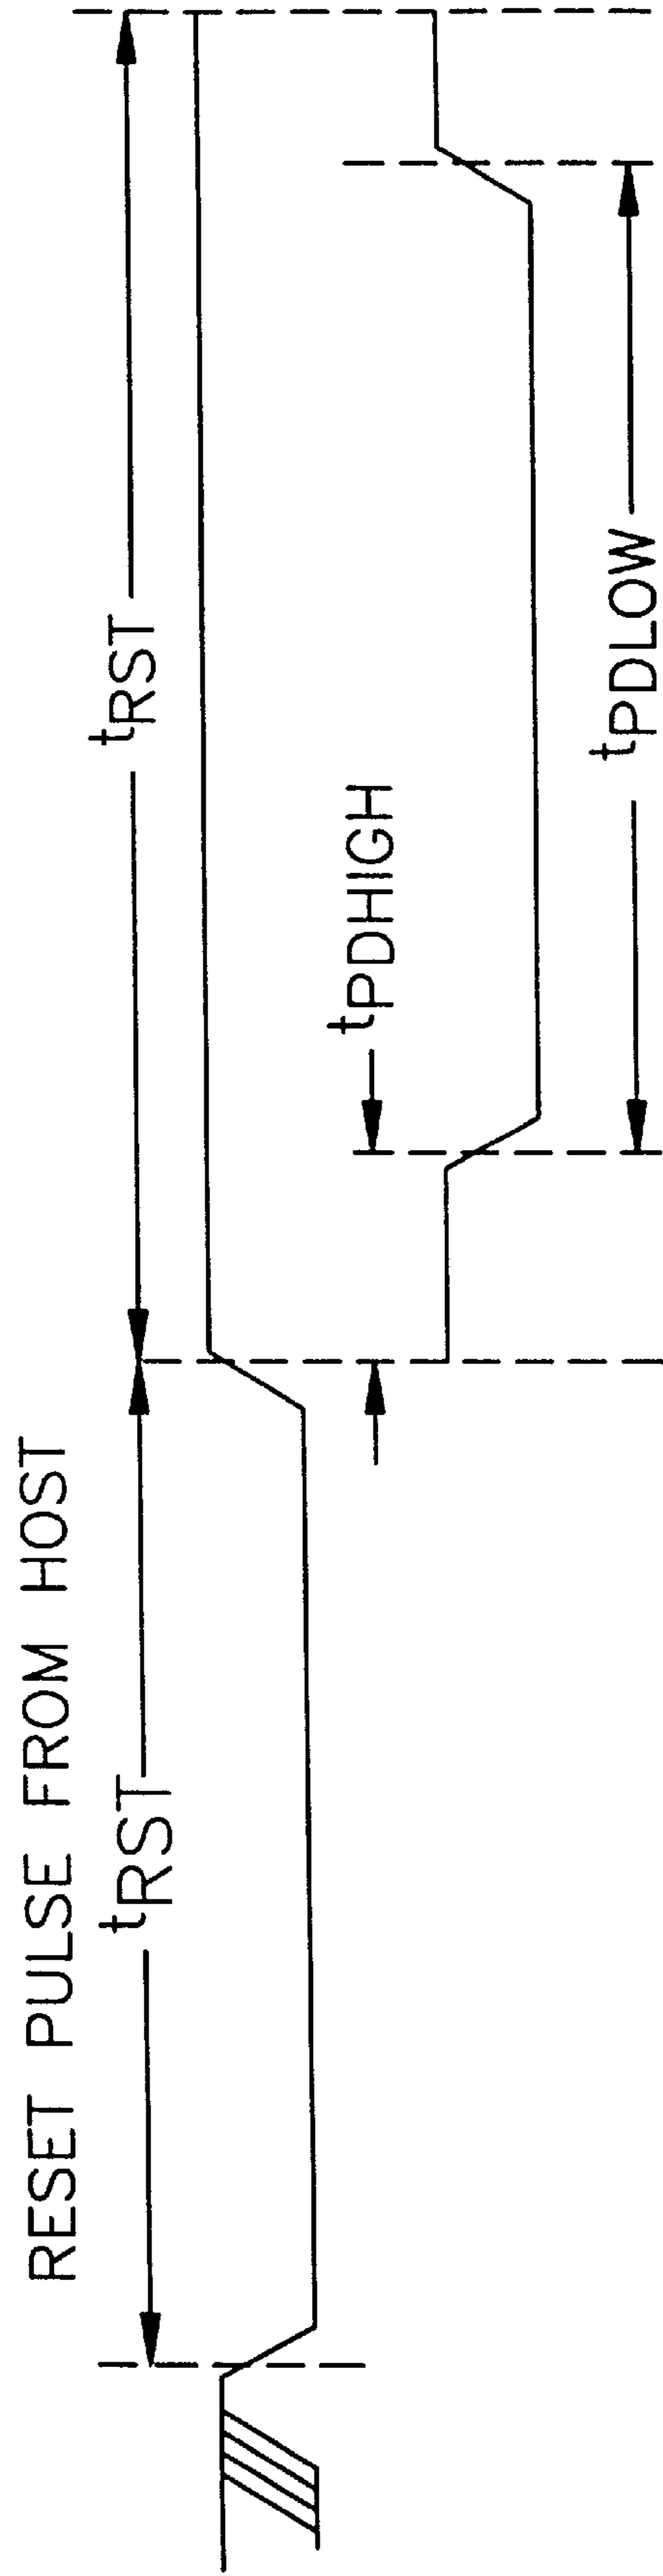 RESET PULSE FROM HOST
tRST
tRST
tPDHIGH
tPDLOW